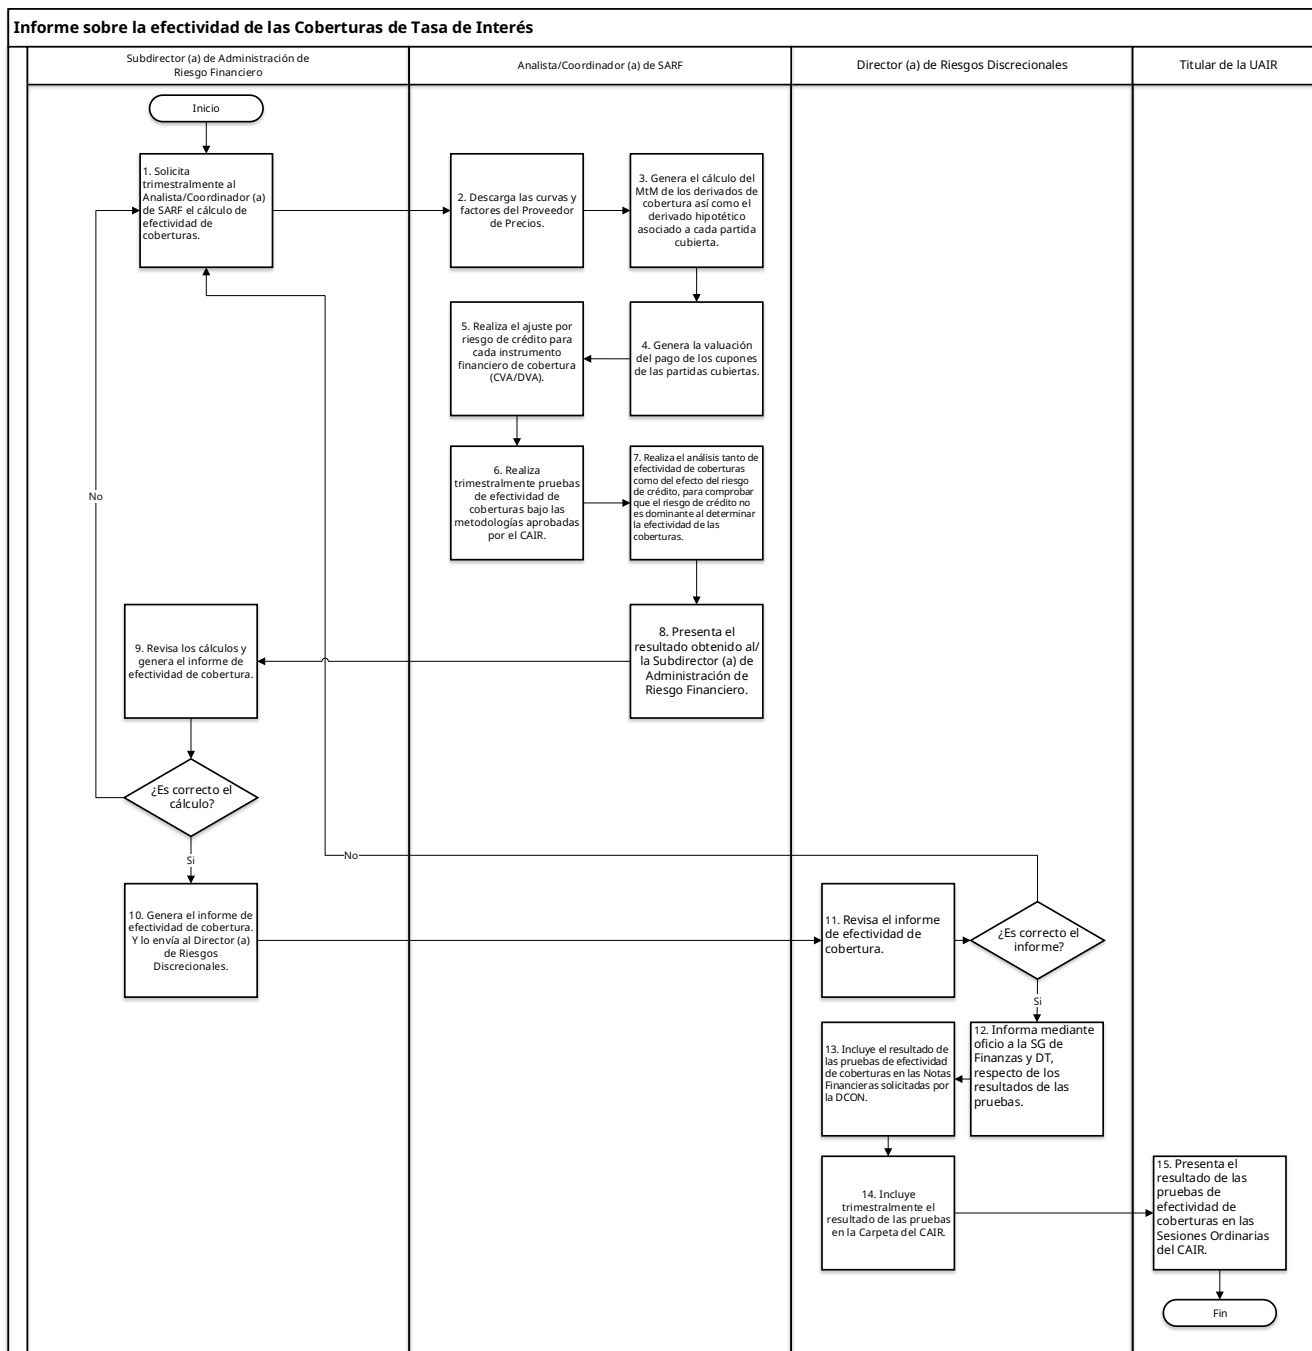 Informe sobre la efectividad de las Coberturas de Tasa de Interés
Subdirector (a) de Administración de
Riesgo Financiero
Analista/Coordinador (a) de SARF
Director (a) de Riesgos Discrecionales
Titular de la UAIR
Inicio
1. Solicita
trimestralmente al
Analista/Coordinador (a)
de SARF el cálculo de
efectividad de
coberturas.
2. Descarga las curvas y
factores del Proveedor
de Precios.
3. Genera el cálculo del
MtM de los derivados de
cobertura así como el
derivado hipotético
asociado a cada partida
cubierta.
4. Genera la valuación
del pago de los cupones
de las partidas cubiertas.
5. Realiza el ajuste por
riesgo de crédito para
cada instrumento
financiero de cobertura
(CVA/DVA).
6. Realiza
trimestralmente pruebas
de efectividad de
coberturas bajo las
metodologías aprobadas
por el CAIR.
7. Realiza el análisis tanto de
efectividad de coberturas
como del efecto del riesgo
de crédito, para comprobar
que el riesgo de crédito no
es dominante al determinar
la efectividad de las
coberturas.
No
8. Presenta el
resultado obtenido al/
la Subdirector (a) de
Administración de
Riesgo Financiero.
9. Revisa los cálculos y
genera el informe de
efectividad de cobertura.
¿Es correcto el
cálculo?
Si
No
10. Genera el informe de
efectividad de cobertura.
Y lo envía al Director (a)
de Riesgos
Discrecionales.
11. Revisa el informe
de efectividad de
cobertura.
¿Es correcto el
informe?
Si
12. Informa mediante
oficio a la SG de
Finanzas y DT,
respecto de los
resultados de las
pruebas.
13. Incluye el resultado de
las pruebas de efectividad
de coberturas en las Notas
Financieras solicitadas por
la DCON.
14. Incluye
trimestralmente el
resultado de las pruebas
en la Carpeta del CAIR.
15. Presenta el
resultado de las
pruebas de
efectividad de
coberturas en las
Sesiones Ordinarias
del CAIR.
Fin